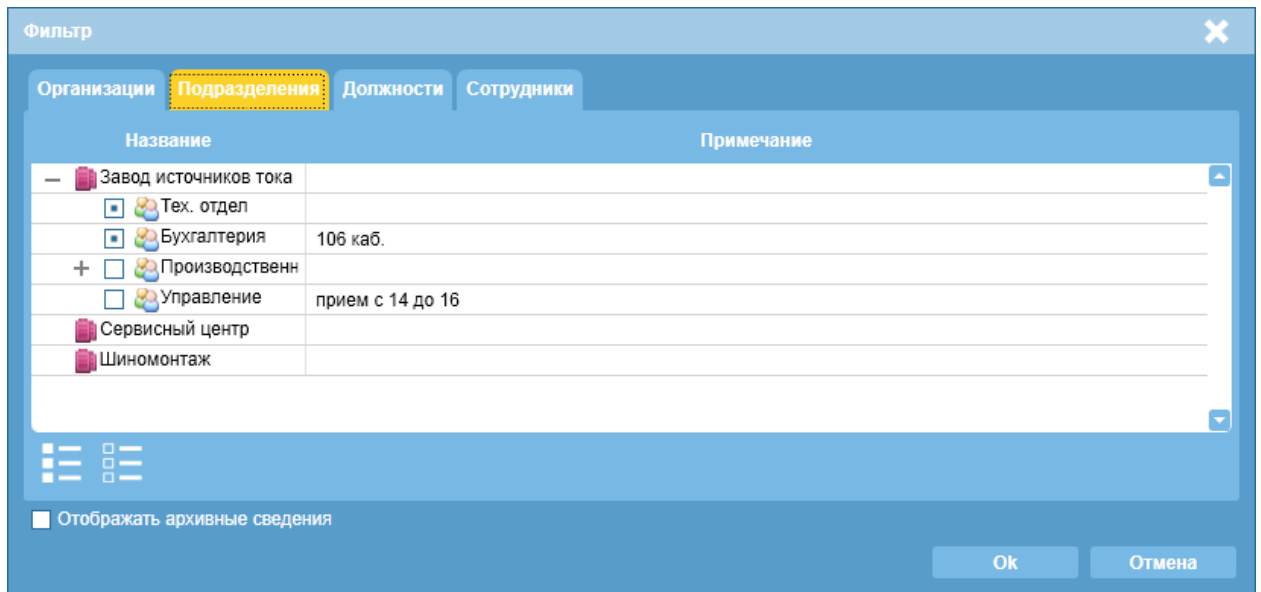 Фильтр
Организации Подразделения Должности Сотрудники
Название Примечание
Завод источников тока
Тех. отдел
Бухгалтерия 106 каб.
Производственн
Управление прием с 14 до 16
Сервисный центр
Шиномонтаж
Отображать архивные сведения
Ok Отмена